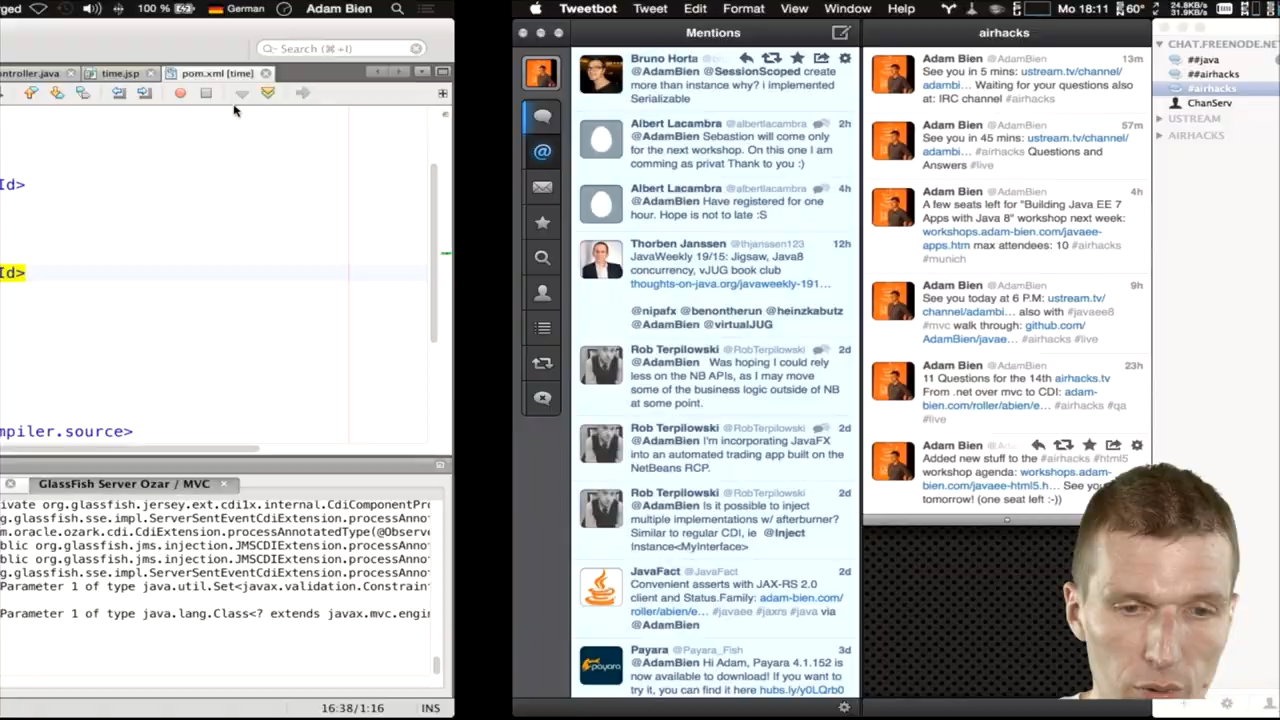 rged
100 %
German
Adam Bien
Search (⌘+I)
ontroller.java
time.jsp
pom.xml [time]
Id>
Id>
mpiler.source>
GlassFish Server Ozar / MVC
ivate org.glassfish.jersey.ext.cdi1x.internal.CdiComponentPr
g.glassfish.sse.impl.ServerSentEventCdiExtension.processAnnot
m.oracle.ozark.cdi.CdiExtension.processAnnotatedType(@Observe
blic org.glassfish.jms.injection.JMSCDIExtension.processAnnot
blic org.glassfish.jms.injection.JMSCDIExtension.processAnnot
g.glassfish.sse.impl.ServerSentEventCdiExtension.processAnnot
Parameter 1 of type java.util.Set<javax.validation.Constrain
Parameter 1 of type java.lang.Class<? extends javax.mvc.engin
16:38/1:16
INS
Tweetbot
Tweet
Edit
Format
View
Window
Help
Mo 18:11
60°
24.8KB/s
31.9KB/s
Mentions
Bruno Horta
@AdamBien @SessionScoped create
more than instance why? i implemented
Serializable
Albert Lacambra @albertlacambra 2h
@AdamBien Sebastion will come only
for the next workshop. On this one I am
comming as privat Thank to you :)
Albert Lacambra @albertlacambra 4h
@AdamBien Have registered for one
hour. Hope is not to late :S
Thorben Janssen @thjanssen123 12h
JavaWeekly 19/15: Jigsaw, Java8
concurrency, vJUG book club
thoughts-on-java.org/javaweekly-191…
@nipafx @benontherun @heinzkabutz
@AdamBien @virtualJUG
Rob Terpilowski @RobTerpilowski 2d
@AdamBien Was hoping I could rely
less on the NB APIs, as I may move
some of the business logic outside of NB
at some point.
Rob Terpilowski @RobTerpilowski 2d
@AdamBien I'm incorporating JavaFX
into an automated trading app built on the
NetBeans RCP.
Rob Terpilowski @RobTerpilowski 2d
@AdamBien Is it possible to inject
multiple implementations w/ afterburner?
Similar to regular CDI, ie @Inject
Instance<MyInterface>
JavaFact @JavaFact 2d
Convenient asserts with JAX-RS 2.0
client and Status.Family: adam-bien.com/
roller/abien/e… #javaee #jaxrs #java via
@AdamBien
Payara @Payara_Fish 3d
@AdamBien Hi Adam, Payara 4.1.152 is
now available to download! If you want
to try it, you can find it here hubs.ly/y0LQrb0
airhacks
Adam Bien @AdamBien 13m
See you in 5 mins: ustream.tv/channel/
adambi… Waiting for your questions also
at: IRC channel #airhacks
Adam Bien @AdamBien 57m
See you in 45 mins: ustream.tv/channel/
adambi… #airhacks Questions and
Answers #live
Adam Bien @AdamBien 4h
A few seats left for "Building Java EE 7
Apps with Java 8" workshop next week:
workshops.adam-bien.com/javaee-
apps.htm max attendees: 10 #airhacks
#munich
Adam Bien @AdamBien 9h
See you today at 6 P.M: ustream.tv/
channel/adambi… also with #javaee8
#mvc walk through: github.com/
AdamBien/javae… #airhacks #live
Adam Bien @AdamBien 23h
11 Questions for the 14th airhacks.tv
From .net over mvc to CDI: adam-
bien.com/roller/abien/e… #airhacks #qa
#live
Adam Bien
Added new stuff to the #airhacks #html5
workshop agenda: workshops.adam-
bien.com/javaee-html5.h… See you
tomorrow! (one seat left :-))
CHAT.FREENODE.NE
##java
##airhacks
#airhacks
ChanServ
USTREAM
AIRHACKS